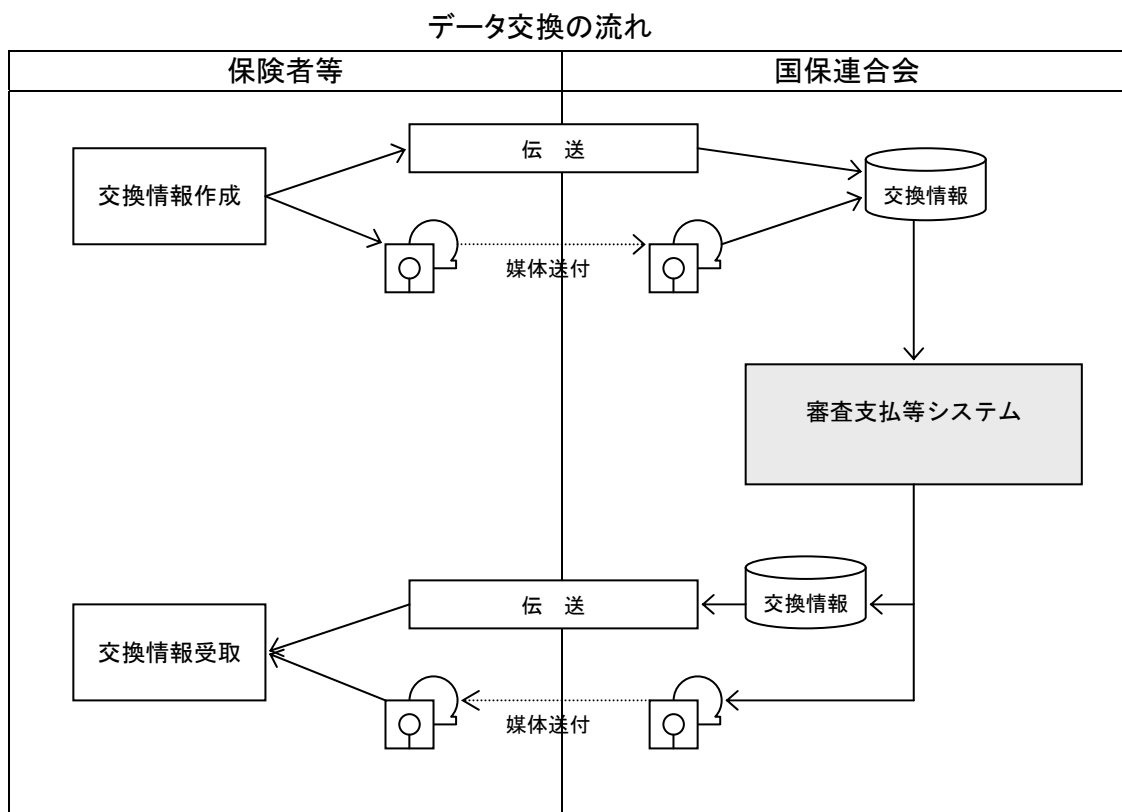 データ交換の流れ
保険者等
国保連合会
伝 送
交換情報作成
交換情報
媒体送付
審査支払等システム
伝 送
交換情報
交換情報受取
媒体送付